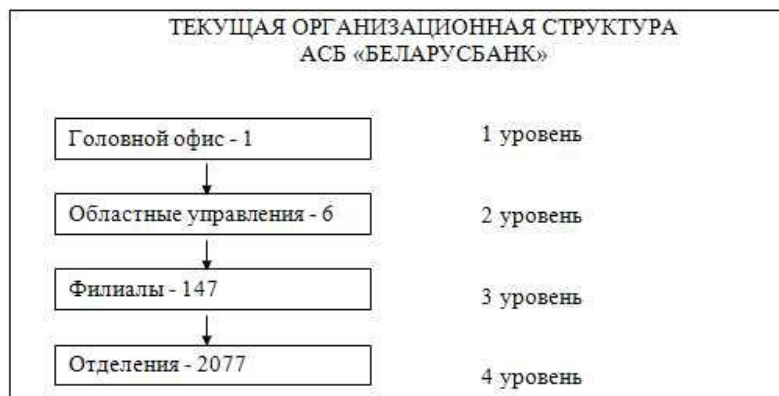 ТЕКУЩАЯ ОРГАНИЗАЦИОННАЯ СТРУКТУРА
АСБ «БЕЛАРУСБАНК»
Головной офис - 1
1 уровень
Областные управления - 6
2 уровень
Филиалы - 147
3 уровень
Отделения - 2077
4 уровень